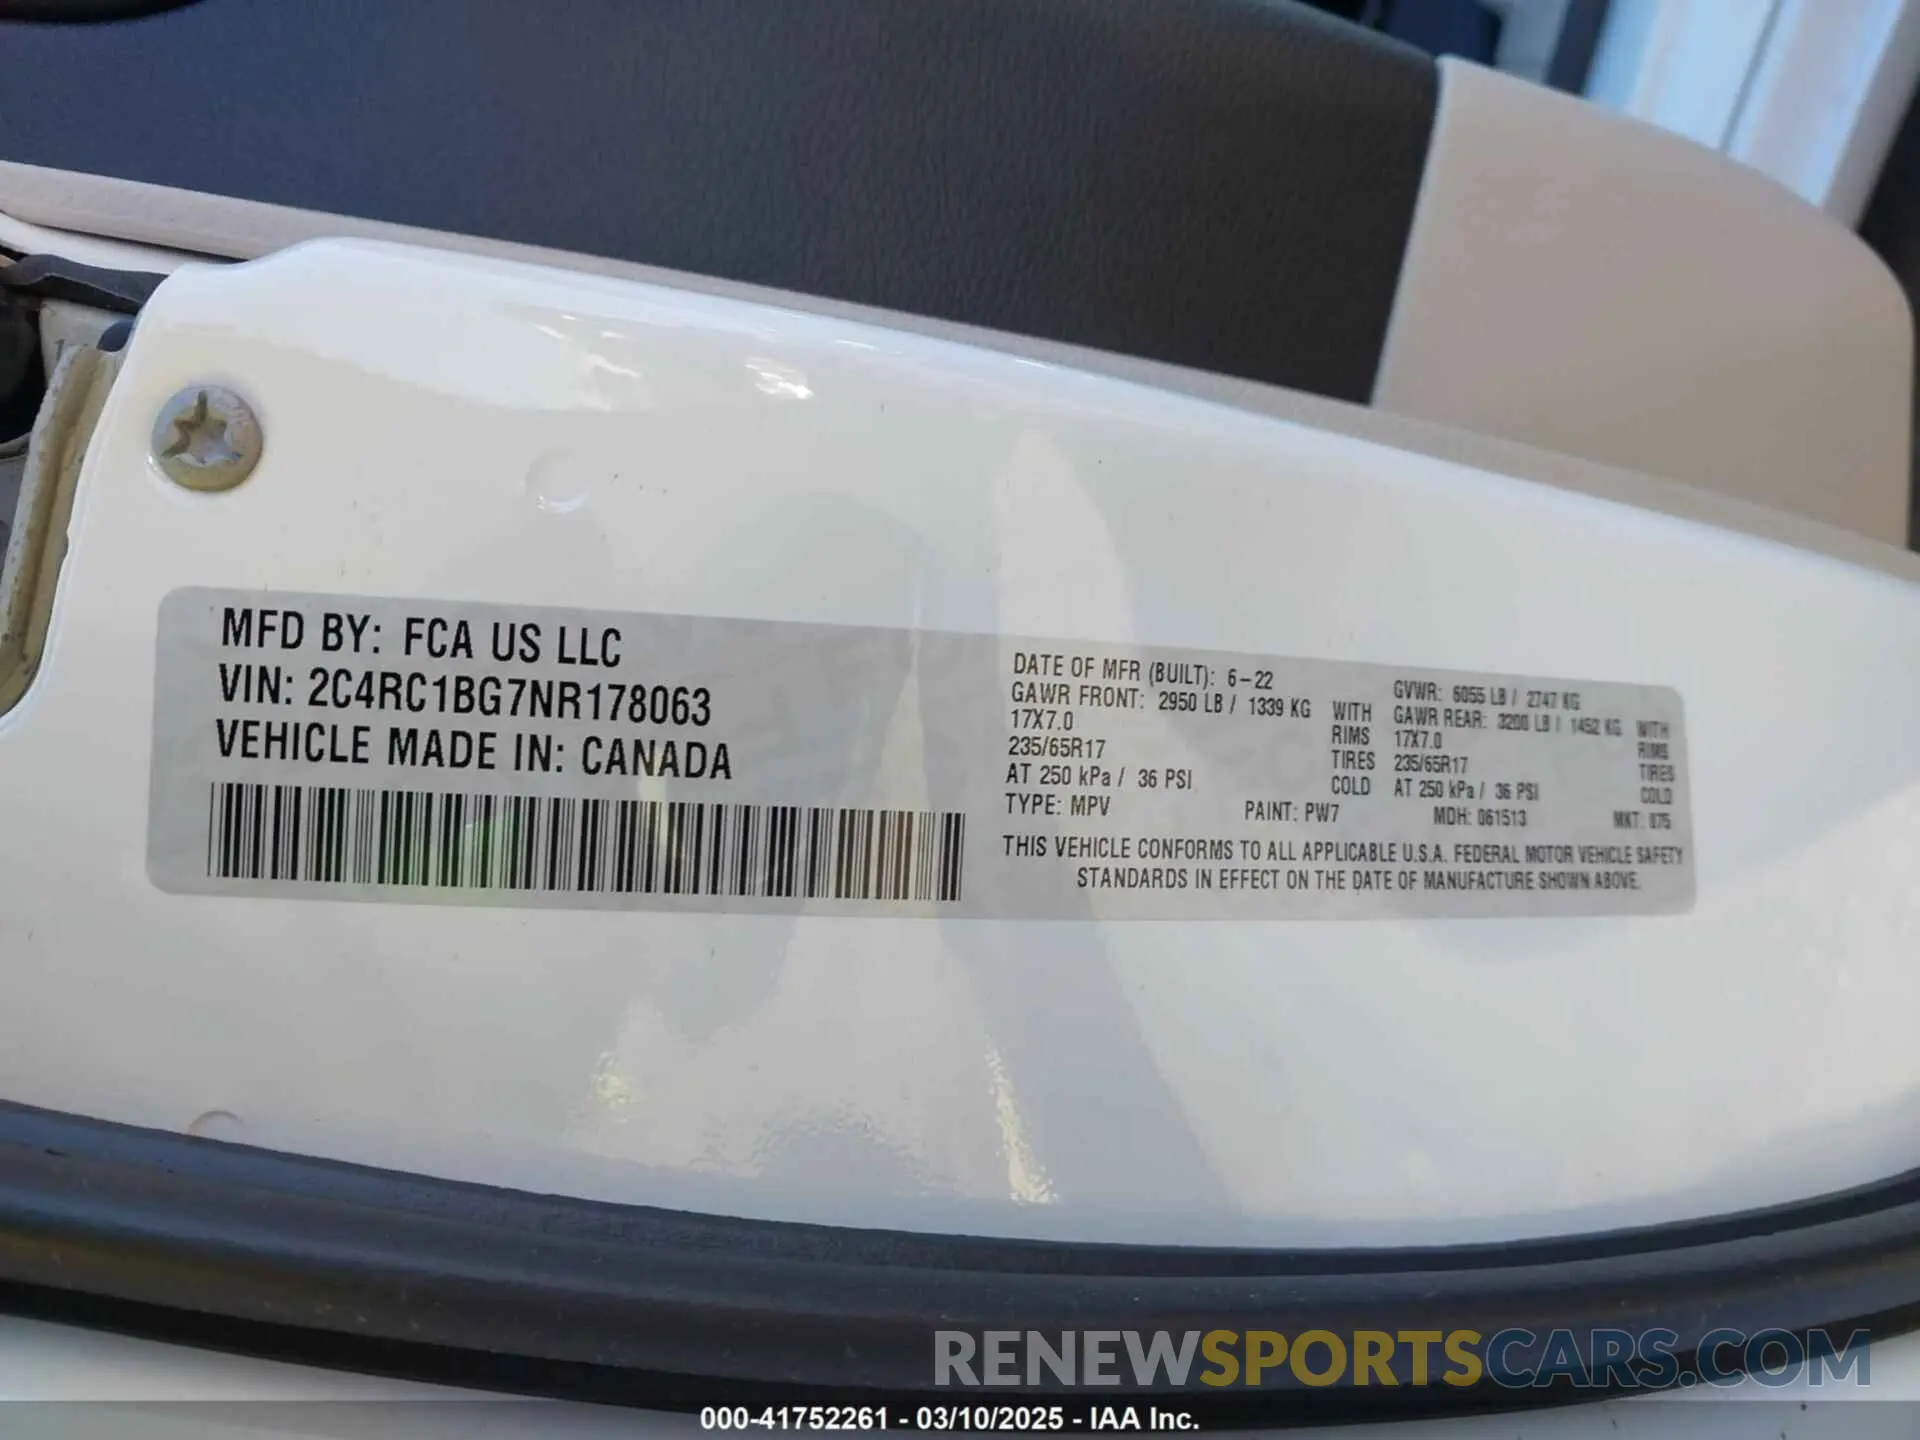 MFD BY: FCA US LLC
VIN: 2C4RC1BG7NR178063
VEHICLE MADE IN: CANADA
DATE OF MFR (BUILT): 6-22 GVWR: 6055 LB / 2747 KG
GAWR FRONT: 2950 LB / 1339 KG WITH GAWR REAR: 3200 LB / 1452 KG WITH
17X7.0 RIMS 17X7.0 RIMS
235/65R17 TIRES 235/65R17 TIRES
AT 250 kPa / 36 PSI COLD AT 250 kPa / 36 PSI COLD
TYPE: MPV PAINT: PW7 MDH: 061513 MKT:
THIS VEHICLE CONFORMS TO ALL APPLICABLE U.S.A. FEDERAL MOTOR VEHICLE SAFETY
STANDARDS IN EFFECT ON THE DATE OF MANUFACTURE SHOWN ABOVE.
RENEWSPORTSCARS.COM
000-41752261 - 03/10/2025 - IAA Inc.